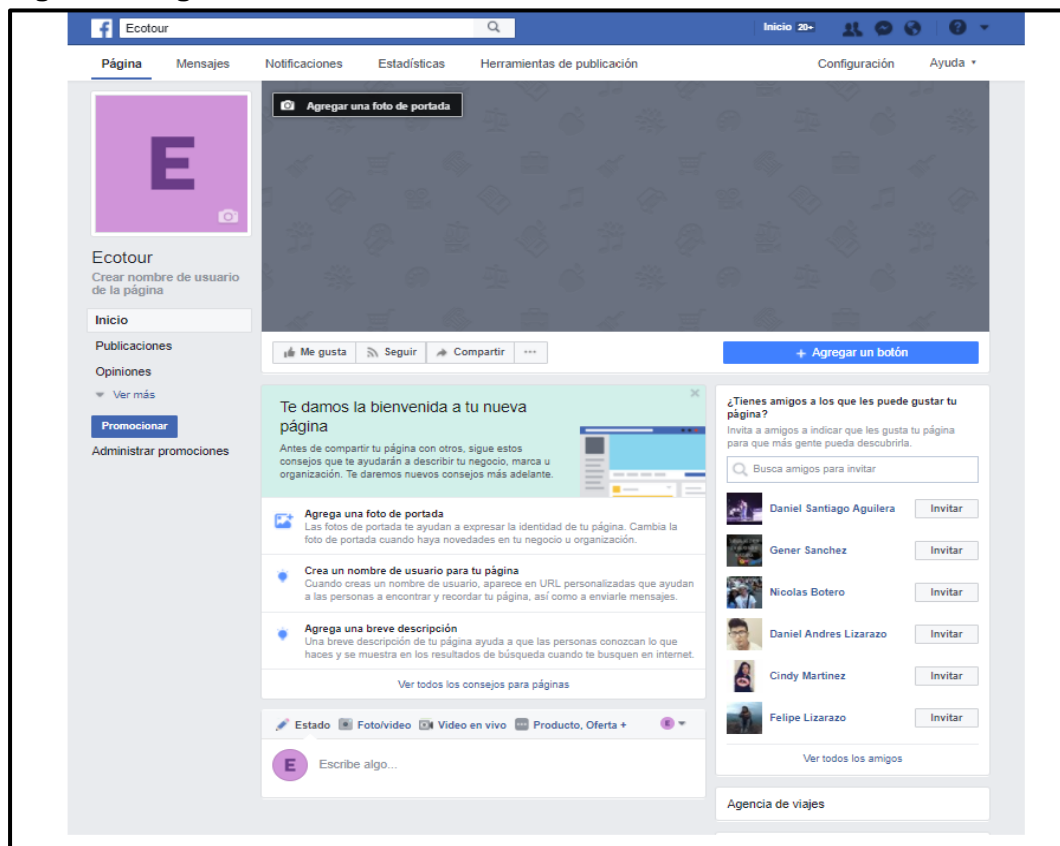 Ecotour
Inicio 20+
Página Mensajes Notificaciones Estadísticas Herramientas de publicación Configuración Ayuda
Agregar una foto de portada
E
Ecotour
Crear nombre de usuario
de la página
Inicio
Publicaciones
Opiniones
Ver más
Promocionar
Administrar promociones
Me gusta Seguir Compartir ...
+ Agregar un botón
Te damos la bienvenida a tu nueva
página
Antes de compartir tu página con otros, sigue estos
consejos que te ayudarán a describir tu negocio, marca u
organización. Te daremos nuevos consejos más adelante.
Agrega una foto de portada
Las fotos de portada te ayudan a expresar la identidad de tu página. Cambia la
foto de portada cuando haya novedades en tu negocio u organización.
Crea un nombre de usuario para tu página
Cuando creas un nombre de usuario, aparece en URL personalizadas que ayudan
a las personas a encontrar y recordar tu página, así como a enviarle mensajes.
Agrega una breve descripción
Una breve descripción de tu página ayuda a que las personas conozcan lo que
haces y se muestra en los resultados de búsqueda cuando te busquen en internet.
Ver todos los consejos para páginas
Estado Foto/video Video en vivo Producto, Oferta + E
E Escribe algo...
¿Tienes amigos a los que les puede gustar tu
página?
Invita a amigos a indicar que les gusta tu página
para que más gente pueda descubrirla.
Busca amigos para invitar
Daniel Santiago Aguilera Invitar
Gener Sanchez Invitar
Nicolas Botero Invitar
Daniel Andres Lizarazo Invitar
Cindy Martinez Invitar
Felipe Lizarazo Invitar
Ver todos los amigos
Agencia de viajes